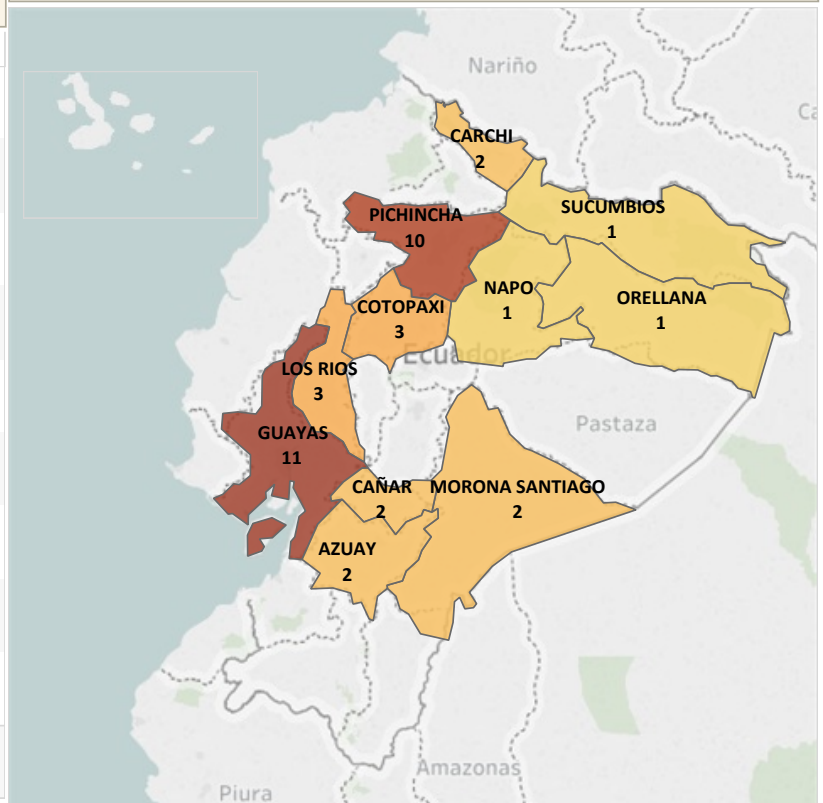 Nariño
CARCHI
2
PICHINCHA
10
SUCUMBIOS
1
NAPO
1
ORELLANA
1
COTOPAXI
3
Ecuador
LOS RIOS
3
GUAYAS
11
Pastaza
CAÑAR
2
MORONA SANTIAGO
2
AZUAY
2
Amazonas
Piura